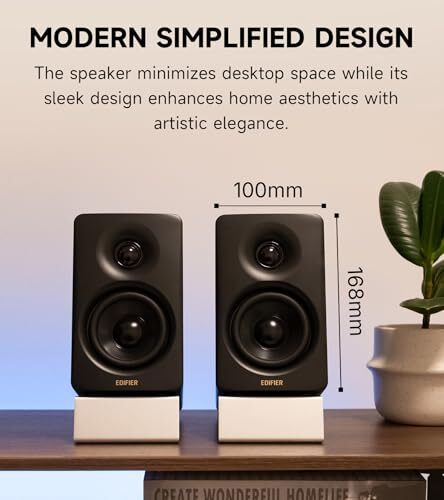 MODERN SIMPLIFIED DESIGN
The speaker minimizes desktop space while its
sleek design enhances home aesthetics with
artistic elegance.
100mm
168mm
EDIFIER
EDIFIER
CREATE WONDERFUL HOMELIFE